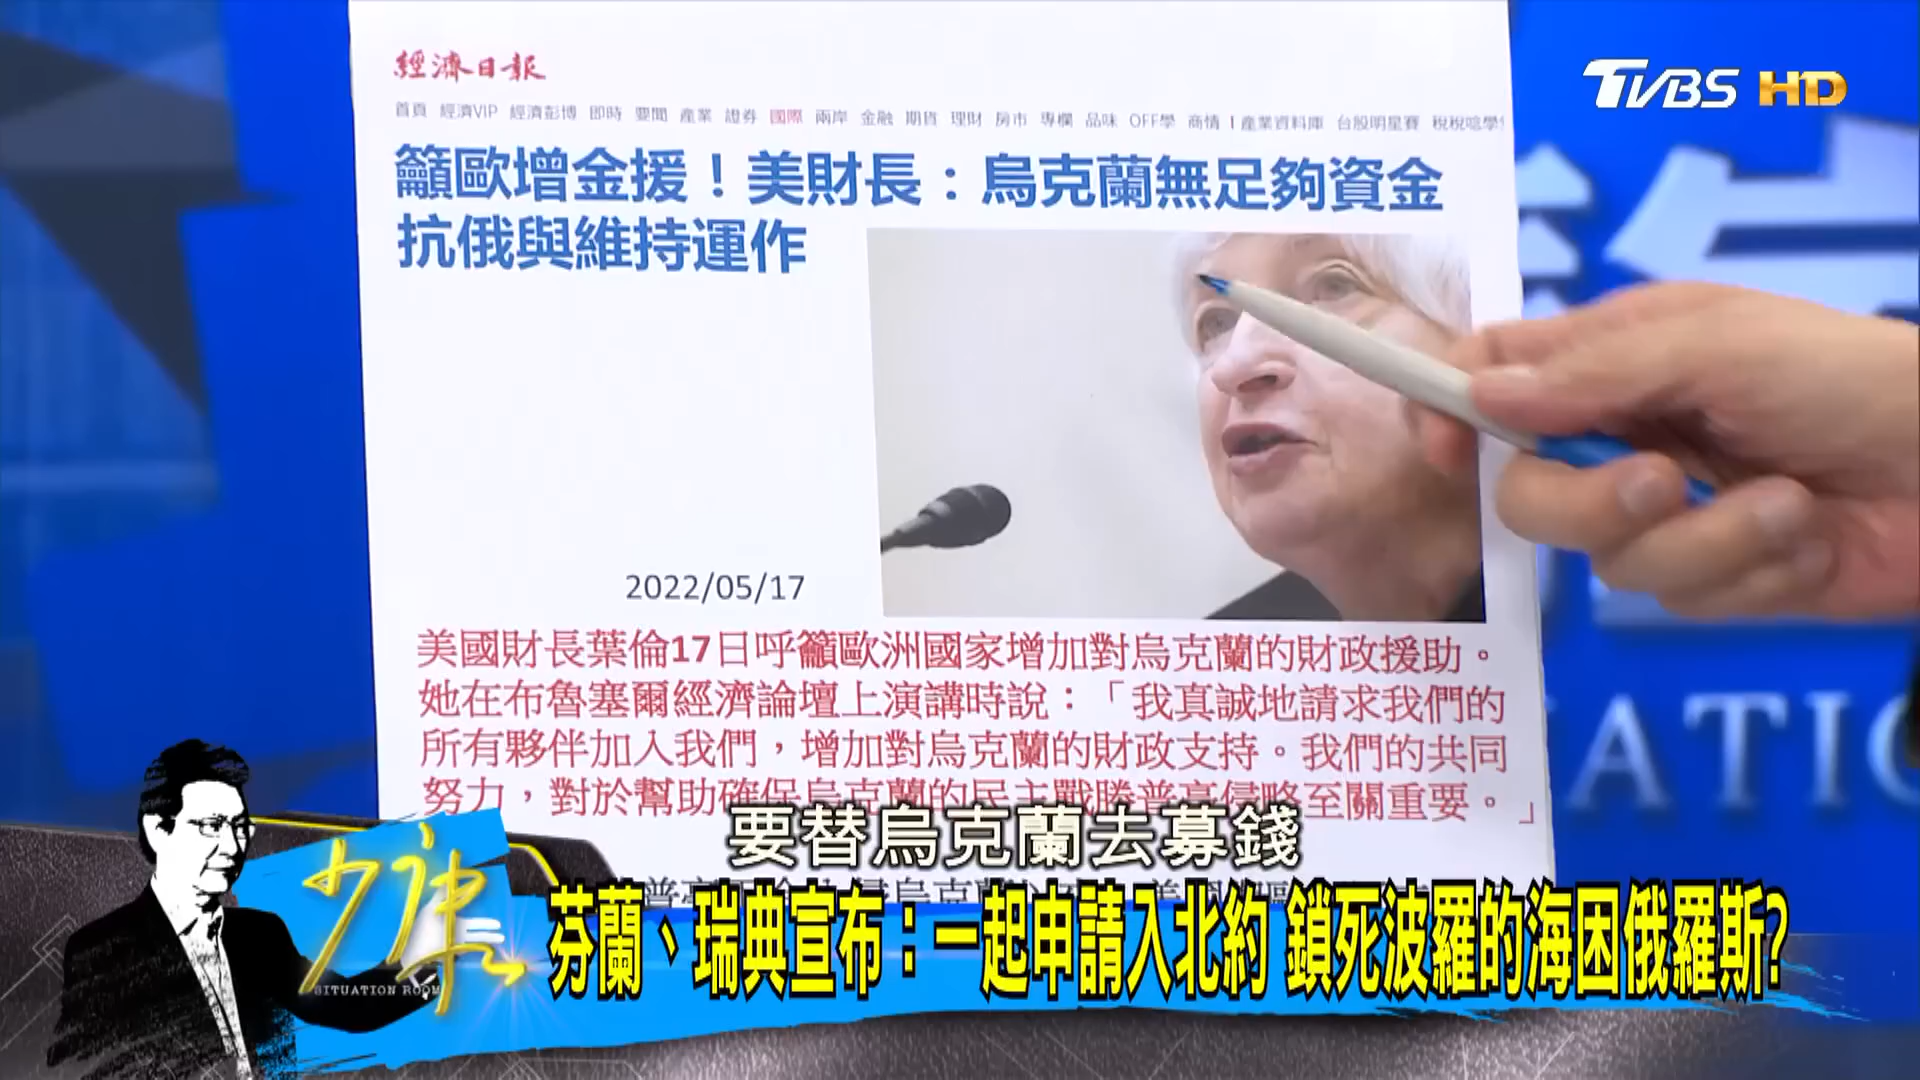 經濟日報
TVBS HD
首頁 經濟VIP 經濟彭博 即時 要聞 產業 證券 國際 兩岸 金融 期貨 理財 房市 專欄 品味 OFF學 商情 | 產業資料庫 台股明星賽 稅稅唸學
籲歐增金援！美財長：烏克蘭無足夠資金
抗俄與維持運作
2022/05/17
美國財長葉倫17日呼籲歐洲國家增加對烏克蘭的財政援助。
她在布魯塞爾經濟論壇上演講時說：「我真誠地請求我們的
所有夥伴加入我們，增加對烏克蘭的財政支持。我們的共同
努力，對於幫助確保烏克蘭的民主戰勝普亭侵略至關重要。」
要替烏克蘭去募錢
少康
SITUATION ROOM
芬蘭、瑞典宣布：一起申請入北約 鎖死波羅的海困俄羅斯?